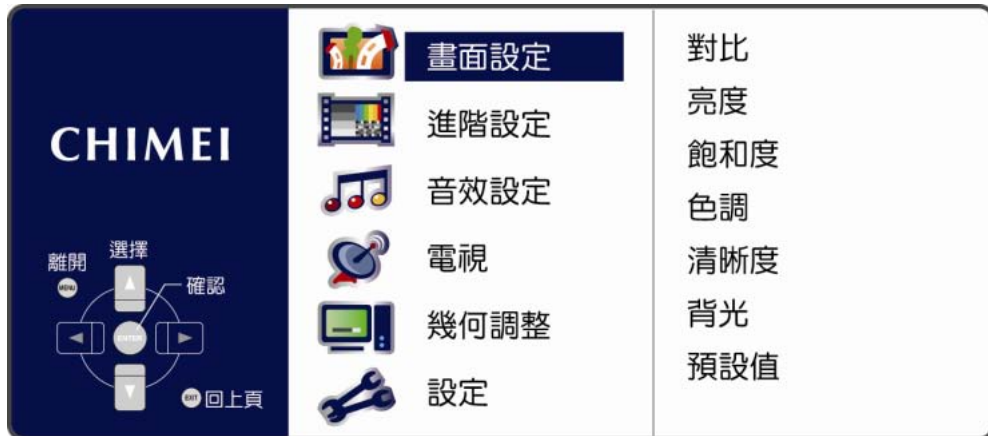 CHIMEI
離開
選擇
MENU
確認
ENTER
EXIT
回上頁
畫面設定
進階設定
音效設定
電視
幾何調整
設定
對比
亮度
飽和度
色調
清晰度
背光
預設值